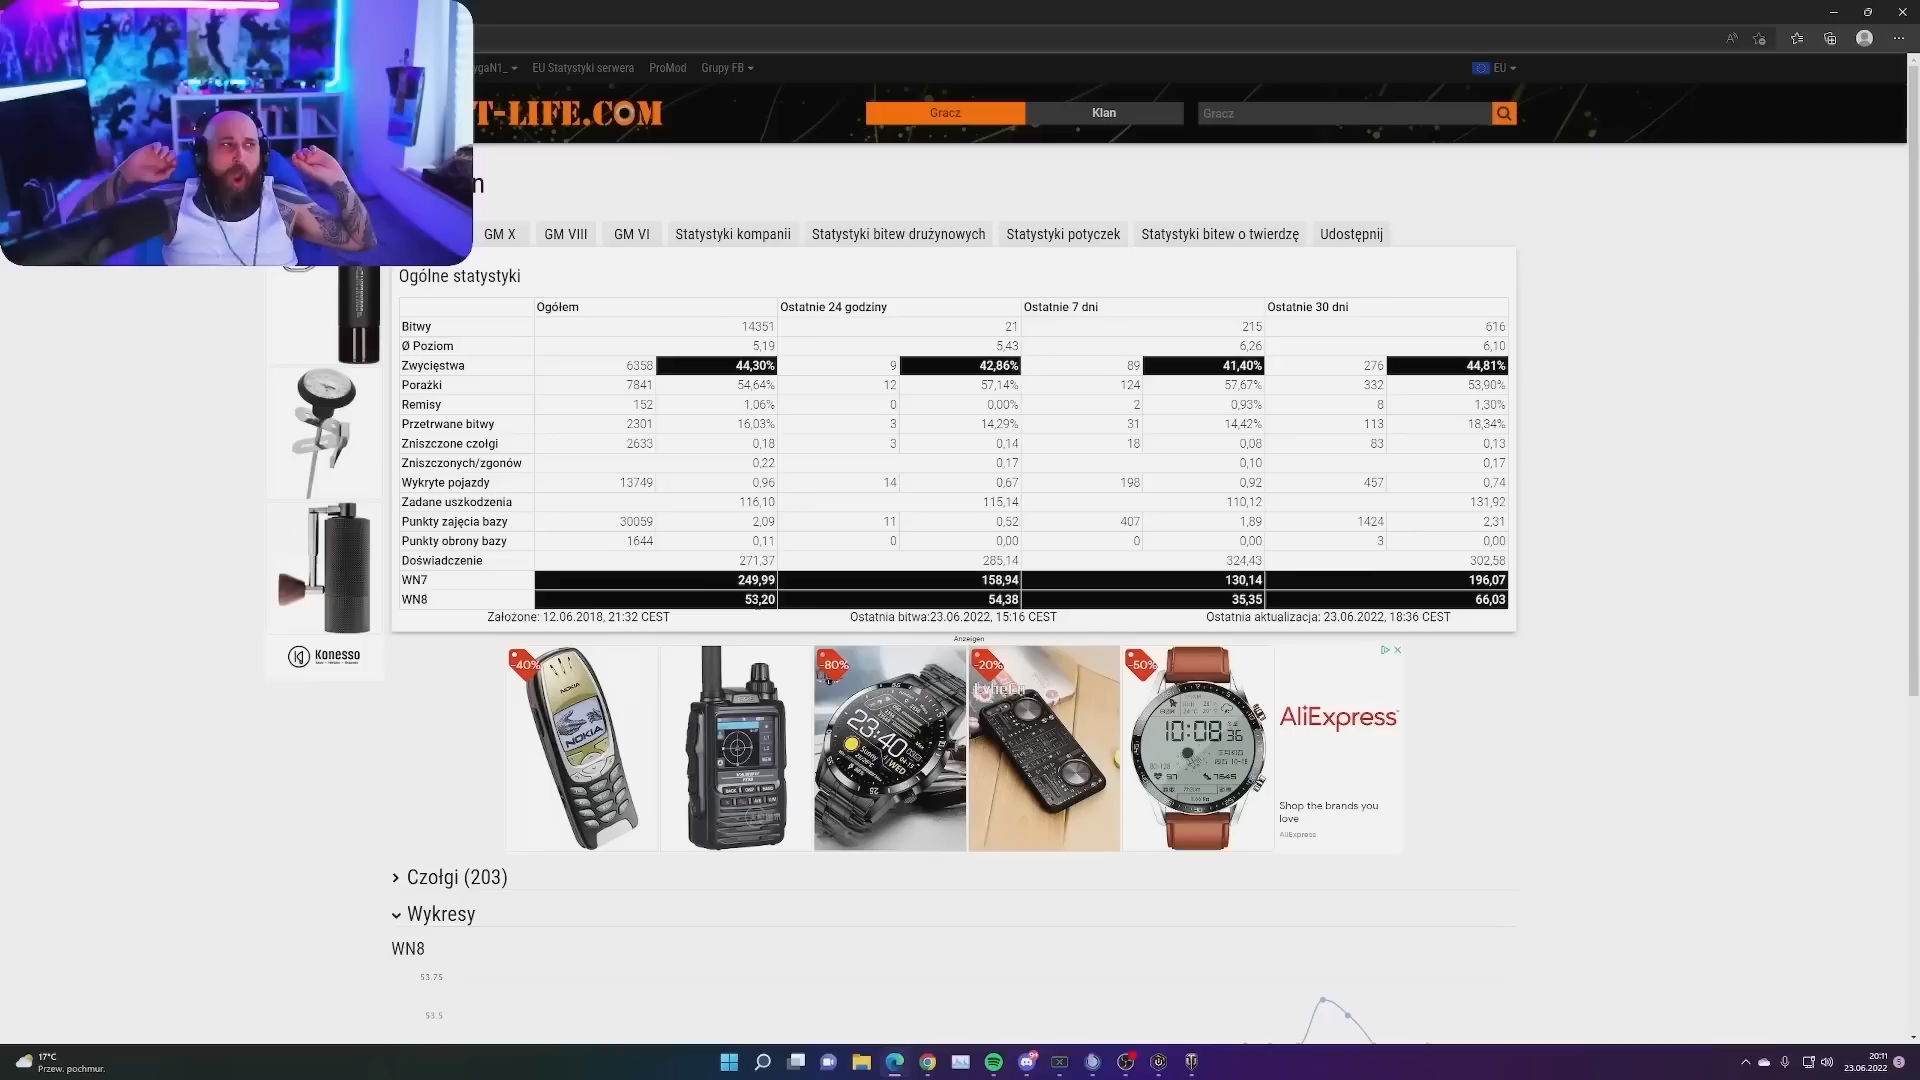 ygaN1_ EU Statystyki serwera ProMod Grupy FB EU
T-LIFE.COM Gracz Klan Gracz
n
GM X GM VIII GM VI Statystyki kompanii Statystyki bitew drużynowych Statystyki potyczek Statystyki bitew o twierdzę Udostępnij
Ogólne statystyki
Ogółem Ostatnie 24 godziny Ostatnie 7 dni Ostatnie 30 dni
Bitwy 14351 21 215 616
Ø Poziom 5,19 5,43 6,26 6,10
Zwycięstwa 6358 44,30% 9 42,86% 89 41,40% 276 44,81%
Porażki 7841 54,64% 12 57,14% 124 57,67% 332 53,90%
Remisy 152 1,06% 0 0,00% 2 0,93% 8 1,30%
Przetrwane bitwy 2301 16,03% 3 14,29% 31 14,42% 113 18,34%
Zniszczone czołgi 2633 0,18 3 0,14 18 0,08 83 0,13
Zniszczonych/zgonów 0,22 0,17 0,10 0,17
Wykryte pojazdy 13749 0,96 14 0,67 198 0,92 457 0,74
Zadane uszkodzenia 116,10 115,14 110,12 131,92
Punkty zajęcia bazy 30059 2,09 11 0,52 407 1,89 1424 2,31
Punkty obrony bazy 1644 0,11 0 0,00 0 0,00 3 0,00
Doświadczenie 271,37 285,14 324,43 302,58
WN7 249,99 158,94 130,14 196,07
WN8 53,20 54,38 35,35 66,03
Założone: 12.06.2018, 21:32 CEST Ostatnia bitwa:23.06.2022, 15:16 CEST Ostatnia aktualizacja: 23.06.2022, 18:36 CEST
Anzeigen
Konesso
-40% -80% -20% -50%
NOKIA
NOKIA
23:40
10:08 36
AliExpress
Shop the brands you
love
AliExpress
Czołgi (203)
Wykresy
WN8
53.75
53.5
17°C
Przew. pochmur.
20:11
23.06.2022